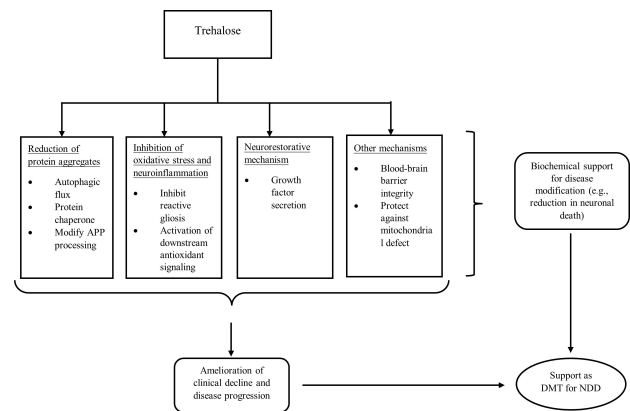 Trehalose
Reduction of
protein aggregates
• Autophagic
flux
• Protein
chaperone
• Modify APP
processing
Inhibition of
oxidative stress and
neuroinflammation
• Inhibit
reactive
gliosis
• Activation of
downstream
antioxidant
signaling
Neurorestorative
mechanism
• Growth
factor
secretion
Other mechanisms
• Blood-brain
barrier
integrity
• Protect
against
mitochondria
l defect
Biochemical support
for disease
modification (e.g.,
reduction in neuronal
death)
Amelioration of
clinical decline and
disease progression
Support as
DMT for NDD